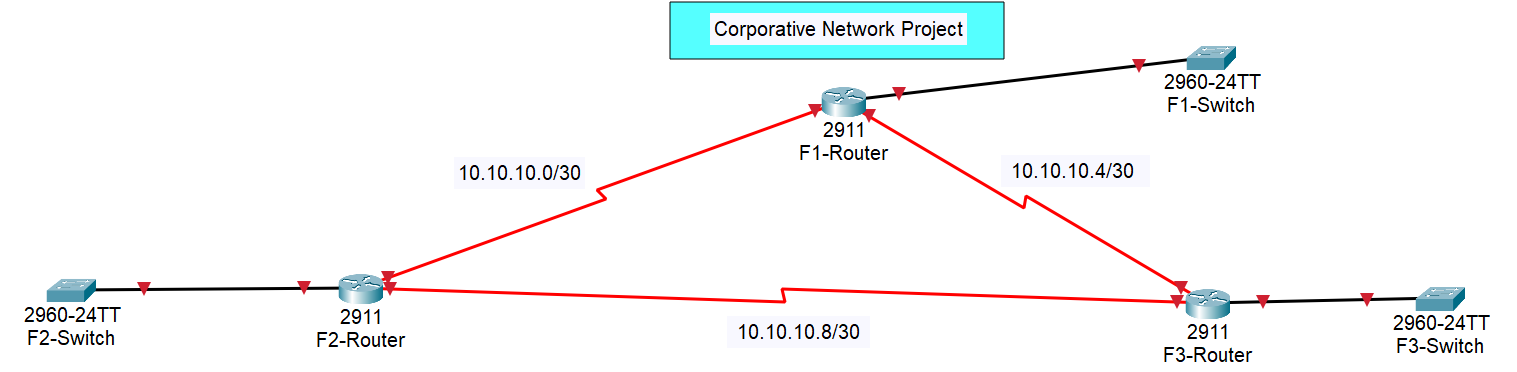 Corporative Network Project
2960-24TT
F1-Switch
2911
F1-Router
10.10.10.0/30
10.10.10.4/30
2960-24TT
F2-Switch
2911
F2-Router
10.10.10.8/30
2911
F3-Router
2960-24TT
F3-Switch